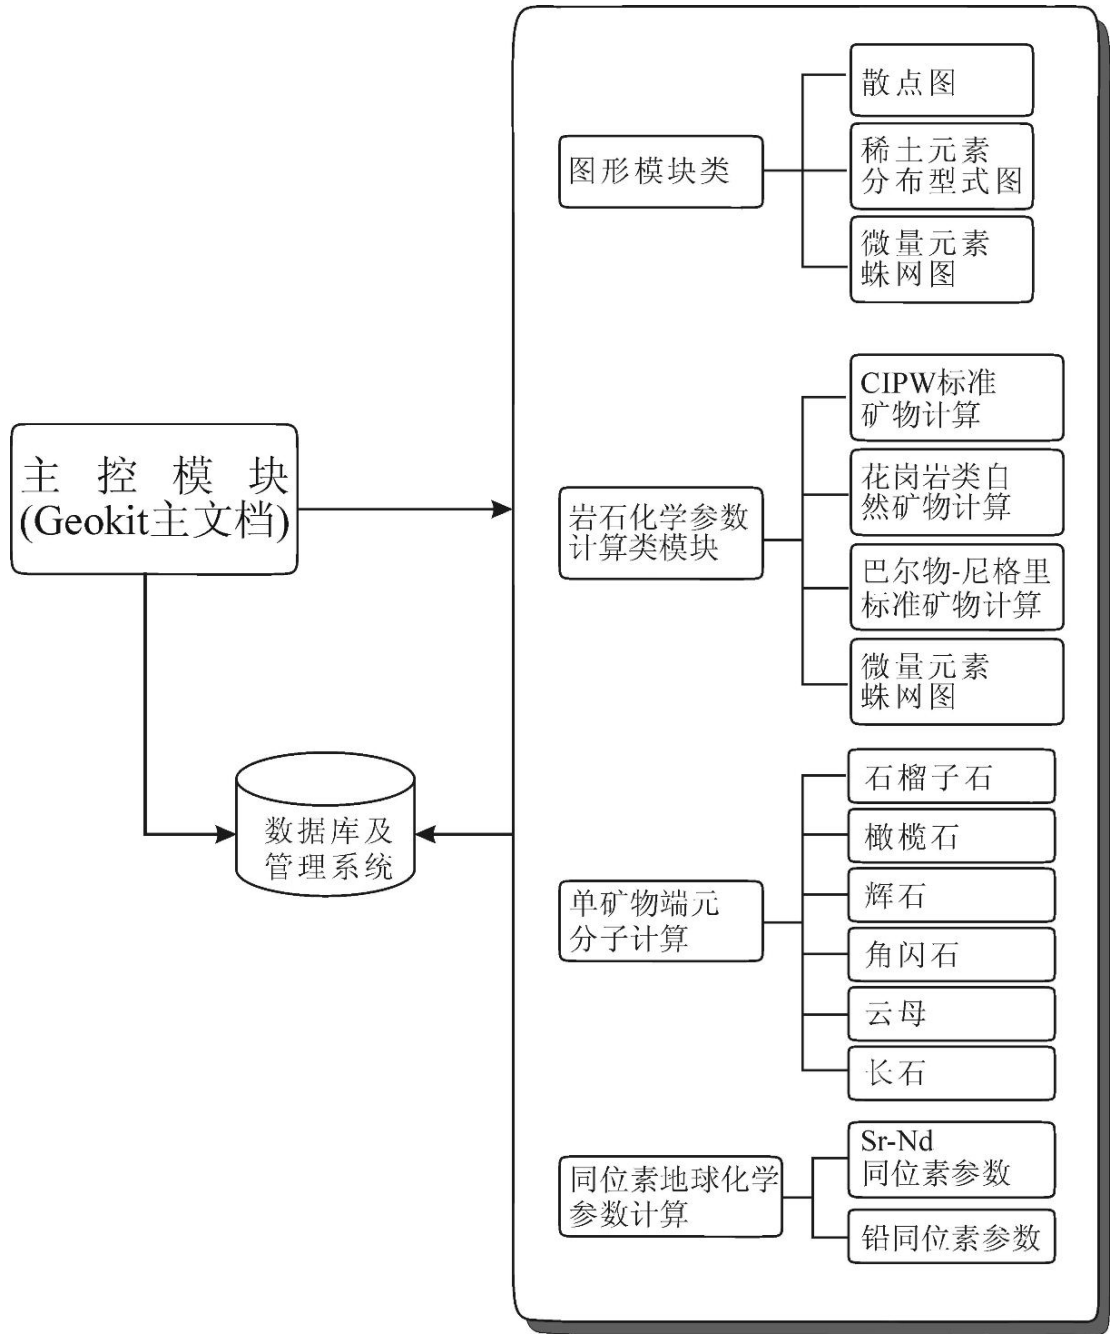 散点图
图形模块类
稀土元素
分布型式图
微量元素
蛛网图
主控模块
(Geokit主文档)
CIPW标准
矿物计算
岩石化学参数
计算类模块
花岗岩类自
然矿物计算
巴尔物-尼格里
标准矿物计算
微量元素
蛛网图
数据库及
管理系统
单矿物端元
分子计算
石榴子石
橄榄石
辉石
角闪石
云母
长石
同位素地球化学
参数计算
Sr-Nd
同位素参数
铅同位素参数